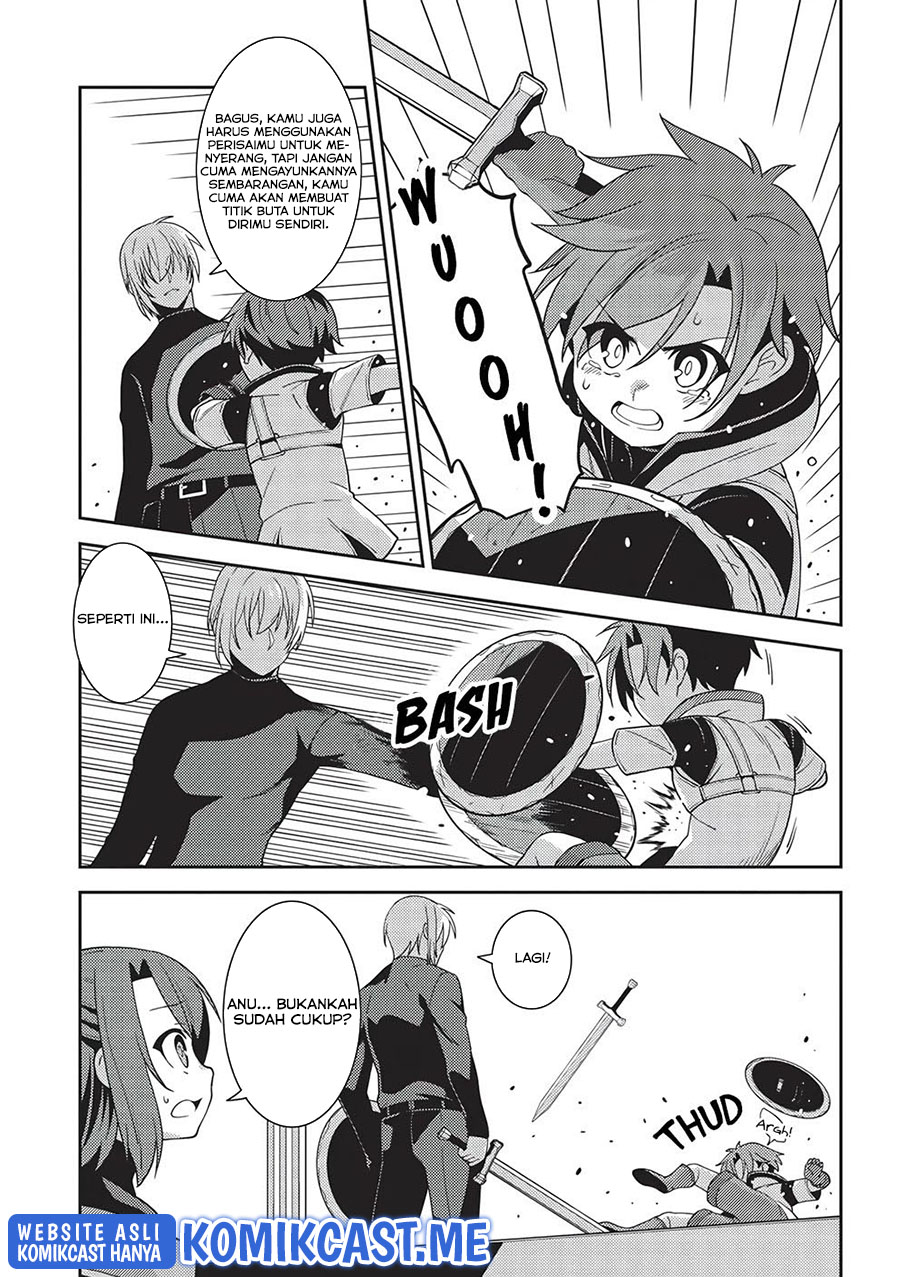 WUOOH!
BAGUS, KAMU JUGA
HARUS MENGGUNAKAN
PERISAIMU UNTUK ME-
NYERANG, TAPI JANGAN
CUMA MENGAYUNKANNYA
SEMBARANGAN, KAMU
CUMA AKAN MEMBUAT
TITIK BUTA UNTUK
DIRIMU SENDIRI.
SEPERTI INI...
BASH
LAGI!
ANU... BUKANKAH
SUDAH CUKUP?
THUD
Argh!
WEBSITE ASLI
KOMIKCAST HANYA
KOMIKCAST.ME